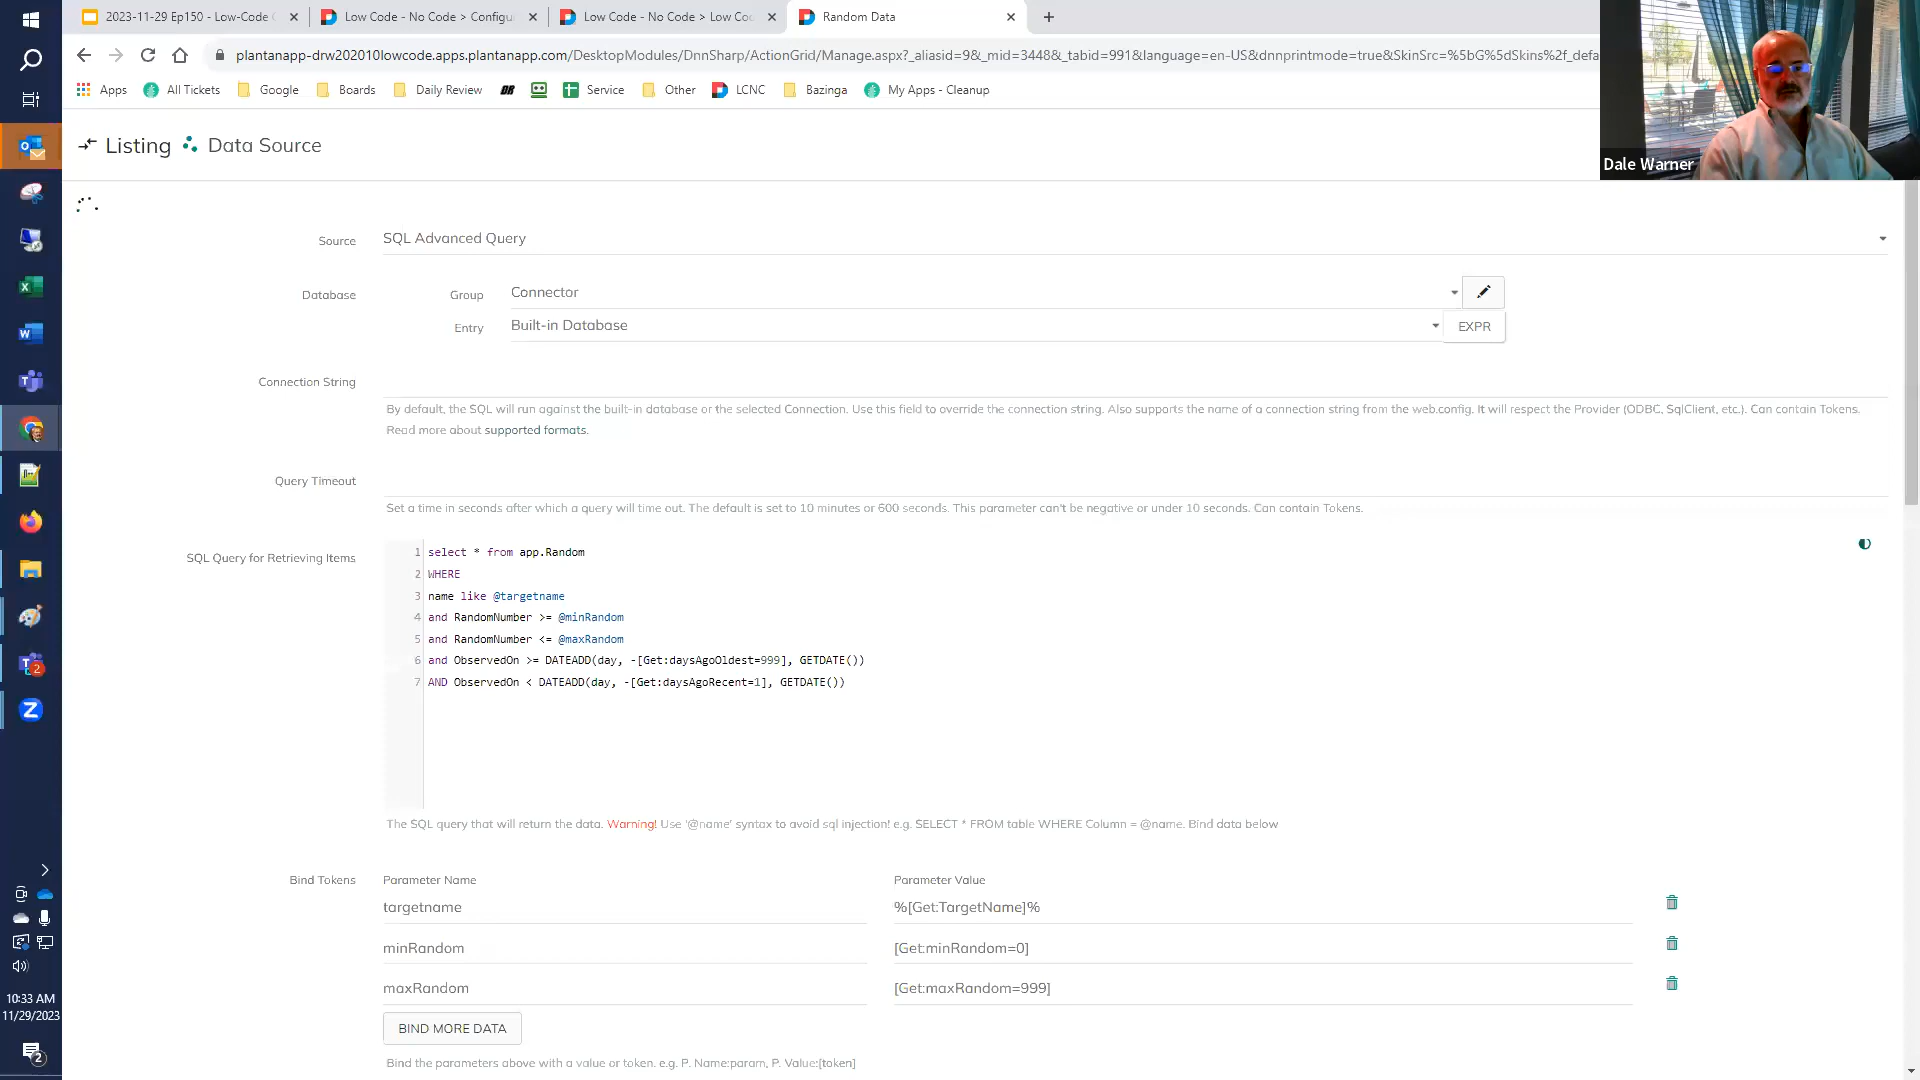 2023-11-29 Ep150 - Low-Code
Low Code - No Code > Configu
Low Code - No Code > Low Co
Random Data
plantanapp-drw202010lowcode.apps.plantanapp.com/DesktopModules/DnnSharp/ActionGrid/Manage.aspx?_aliasid=9&_mid=3448&_tabid=991&language=en-US&dnnprintmode=true&SkinSrc=%5bG%5dSkins%2f_defa
Apps
All Tickets
Google
Boards
Daily Review
Service
Other
LCNC
Bazinga
My Apps - Cleanup
Listing Data Source
Dale Warner
Source
SQL Advanced Query
Database
Group
Connector
Entry
Built-in Database
EXPR
Connection String
By default, the SQL will run against the built-in database or the selected Connection. Use this field to override the connection string. Also supports the name of a connection string from the web.config. It will respect the Provider (ODBC, SqlClient, etc.). Can contain Tokens.
Read more about supported formats.
Query Timeout
Set a time in seconds after which a query will time out. The default is set to 10 minutes or 600 seconds. This parameter can't be negative or under 10 seconds. Can contain Tokens.
SQL Query for Retrieving Items
1 select * from app.Random
2 WHERE
3 name like @targetname
4 and RandomNumber >= @minRandom
5 and RandomNumber <= @maxRandom
6 and ObservedOn >= DATEADD(day, -[Get:daysAgoOldest=999], GETDATE())
7 AND ObservedOn < DATEADD(day, -[Get:daysAgoRecent=1], GETDATE())
The SQL query that will return the data. Warning! Use '@name' syntax to avoid sql injection! e.g. SELECT * FROM table WHERE Column = @name. Bind data below
Bind Tokens
Parameter Name
Parameter Value
targetname
%[Get:TargetName]%
minRandom
[Get:minRandom=0]
maxRandom
[Get:maxRandom=999]
BIND MORE DATA
Bind the parameters above with a value or token. e.g. P. Name:param, P. Value:[token]
10:33 AM
11/29/2023
2
2